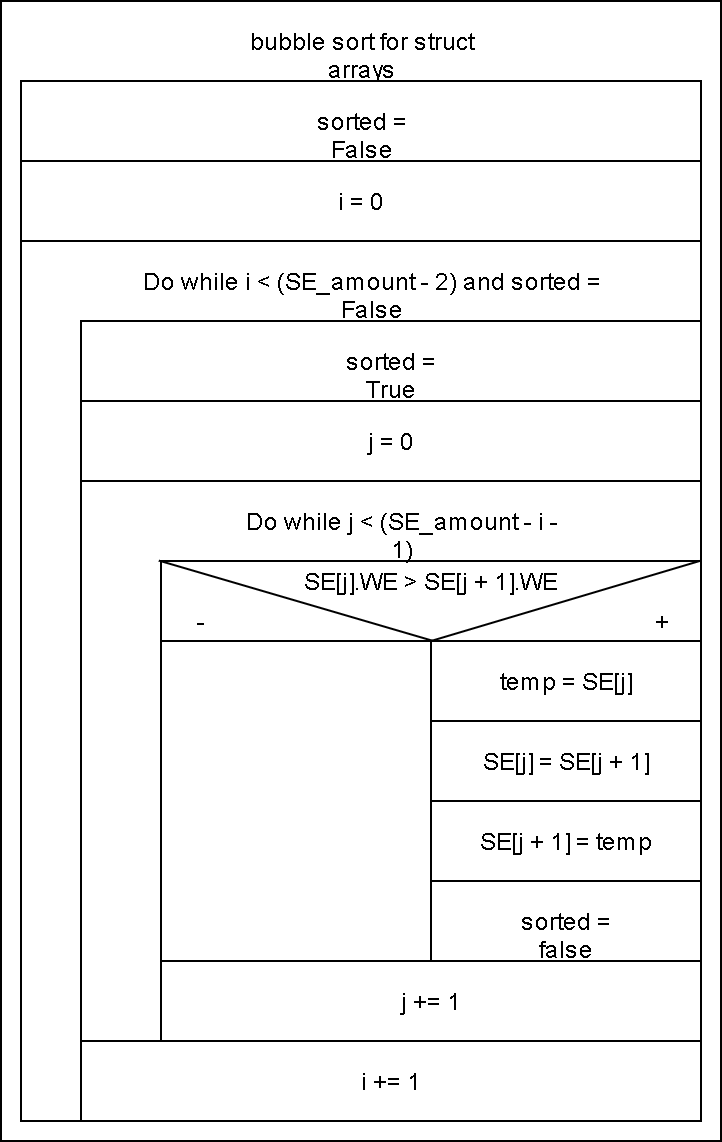 bubble sort for struct
arrays
sorted =
False
i = 0
Do while i < (SE_amount - 2) and sorted =
False
sorted =
True
j = 0
Do while j < (SE_amount - i -
1)
SE[j].WE > SE[j + 1].WE
-
+
temp = SE[j]
SE[j] = SE[j + 1]
SE[j + 1] = temp
sorted =
false
j += 1
i += 1